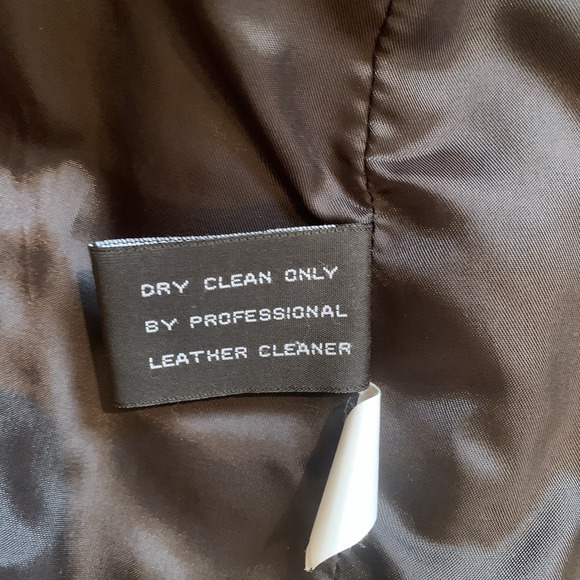 DRY CLEAN ONLY
BY PROFESSIONAL
LEATHER CLEANER